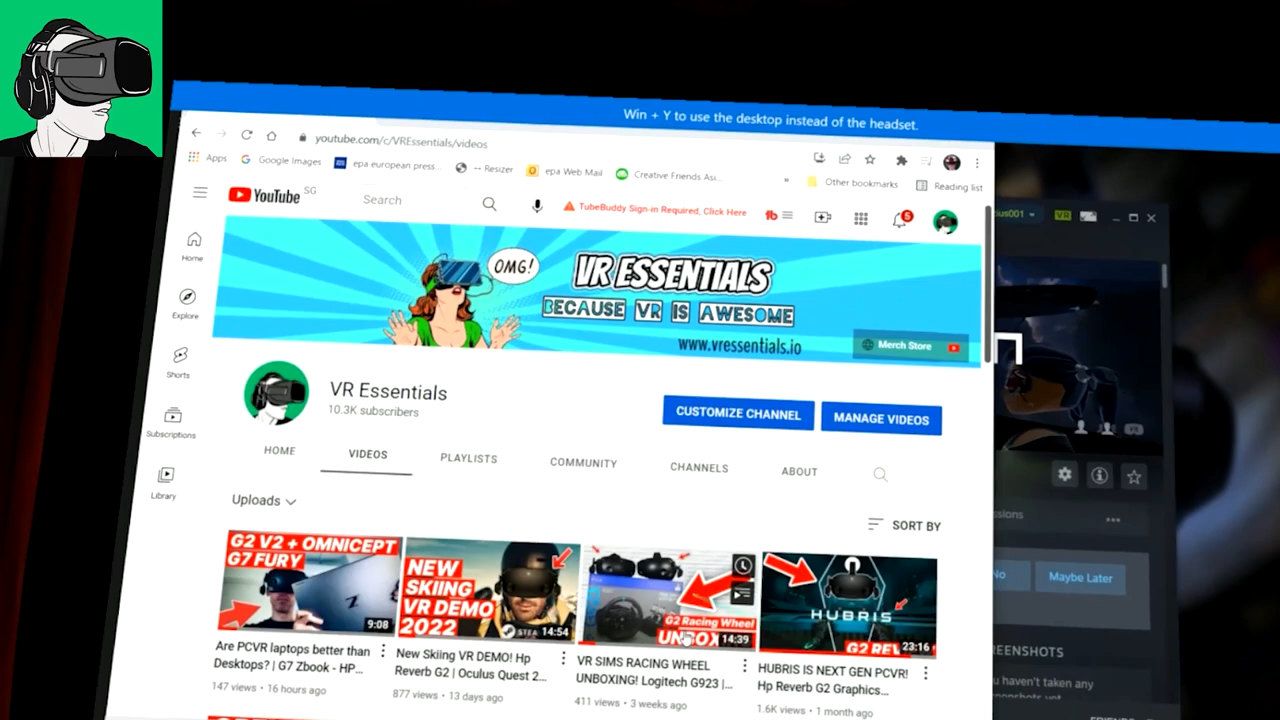 Win + Y to use the desktop instead of the headset.
youtube.com/c/VREssentials/videos
Apps
Google Images
epa european press...
-- Resizer
epa Web Mail
Creative Friends Asi...
»
Other bookmarks
Reading list
YouTube SG
Search
TubeBuddy Sign-in Required, Click Here
tb
5
ius001
VR
Home
Explore
Shorts
Subscriptions
Library
OMG!
VR ESSENTIALS
BECAUSE VR IS AWESOME
www.vressentials.io
Merch Store
VR Essentials
10.3K subscribers
CUSTOMIZE CHANNEL
MANAGE VIDEOS
HOME
VIDEOS
PLAYLISTS
COMMUNITY
CHANNELS
ABOUT
Uploads
SORT BY
G2 V2 + OMNICEPT
G7 FURY
9:08
NEW
SKIING
VR DEMO
2022
14:54
G2 Racing Wheel
14:39
HUBRIS
23:16
Are PCVR laptops better than
Desktops? | G7 Zbook - HP...
147 views • 16 hours ago
New Skiing VR DEMO! Hp
Reverb G2 | Oculus Quest 2...
877 views • 13 days ago
VR SIMS RACING WHEEL
UNBOXING! Logitech G923 |...
411 views • 3 weeks ago
HUBRIS IS NEXT GEN PCVR!
Hp Reverb G2 Graphics...
1.6K views • 1 month ago
ssions
No
Maybe Later
REENSHOTS
u haven't taken any